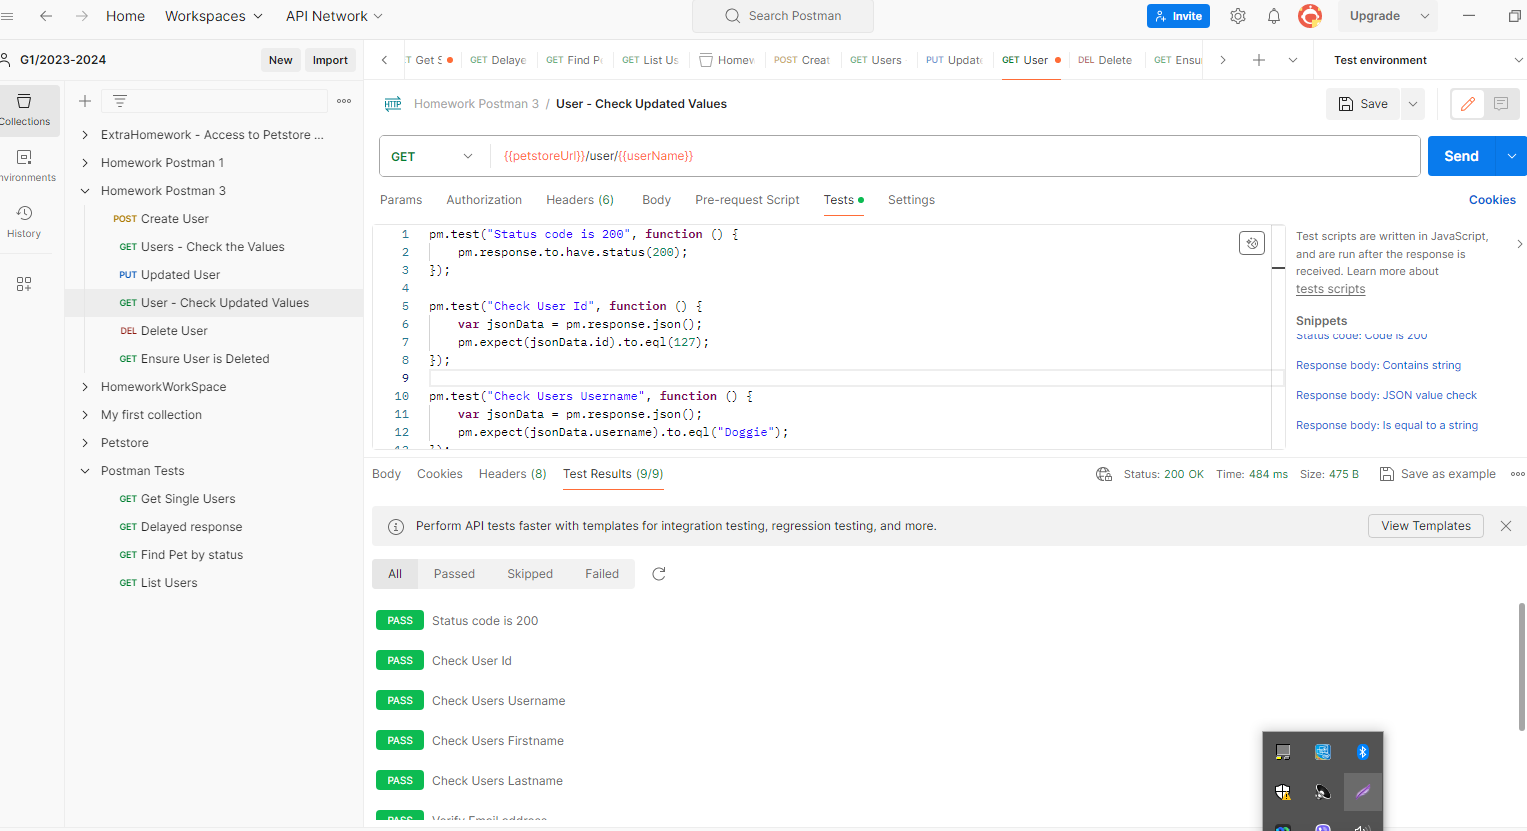 Home Workspaces API Network Search Postman Invite Upgrade
G1/2023-2024 New Import
Get S GET Delaye GET Find P GET List Us Homew POST Creat GET Users PUT Updat GET User DEL Delete GET Ensu Test environment
HTTP Homework Postman 3 / User - Check Updated Values Save
GET {{petstoreUrl}}/user/{{userName}} Send
Params Authorization Headers (6) Body Pre-request Script Tests Settings Cookies
Collections
nvironments
History
ExtraHomework - Access to Petstore ...
Homework Postman 1
Homework Postman 3
POST Create User
GET Users - Check the Values
PUT Updated User
GET User - Check Updated Values
DEL Delete User
GET Ensure User is Deleted
HomeworkWorkSpace
My first collection
Petstore
Postman Tests
GET Get Single Users
GET Delayed response
GET Find Pet by status
GET List Users
1 pm.test("Status code is 200", function () {
2 pm.response.to.have.status(200);
3 });
4
5 pm.test("Check User Id", function () {
6 var jsonData = pm.response.json();
7 pm.expect(jsonData.id).to.eql(127);
8 });
9
10 pm.test("Check Users Username", function () {
11 var jsonData = pm.response.json();
12 pm.expect(jsonData.username).to.eql("Doggie");
13 });
Test scripts are written in JavaScript,
and are run after the response is
received. Learn more about
tests scripts
Snippets
Status code: Code is 200
Response body: Contains string
Response body: JSON value check
Response body: Is equal to a string
Body Cookies Headers (8) Test Results (9/9) Status: 200 OK Time: 484 ms Size: 475 B Save as example
Perform API tests faster with templates for integration testing, regression testing, and more. View Templates
All Passed Skipped Failed
PASS Status code is 200
PASS Check User Id
PASS Check Users Username
PASS Check Users Firstname
PASS Check Users Lastname
PASS Verify Email address